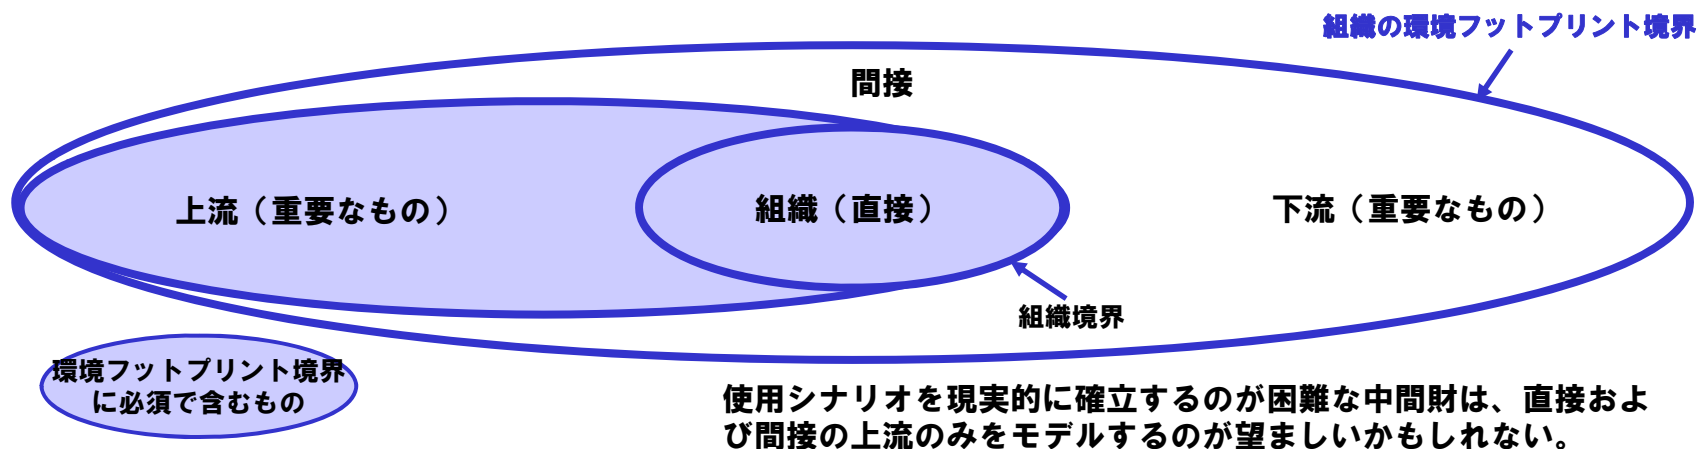 組織の環境フットプリント境界
間接
上流（重要なもの）
組織（直接）
下流（重要なもの）
組織境界
環境フットプリント境界
に必須で含むもの
使用シナリオを現実的に確立するのが困難な中間財は、直接およ
び間接の上流のみをモデルするのが望ましいかもしれない。